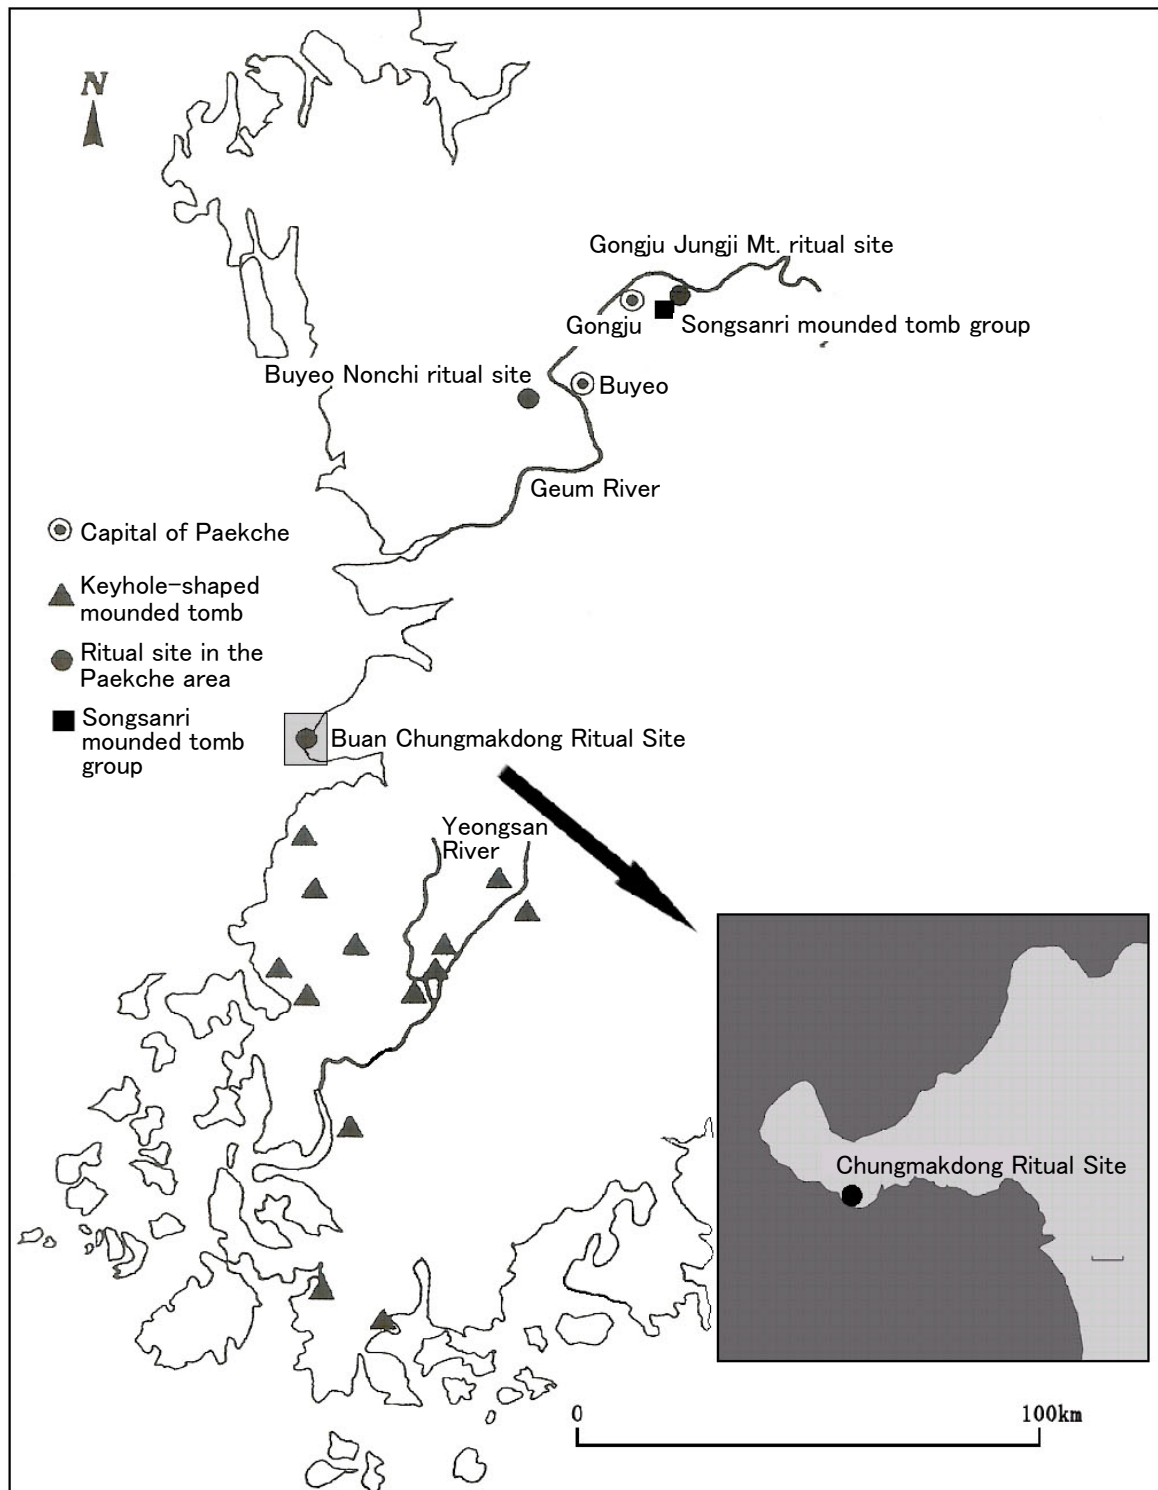 N
Gongju Jungji Mt. ritual site
Gongju
Songsanri mounded tomb group
Buyeo Nonchi ritual site
Buyeo
Geum River
Capital of Paekche
Keyhole-shaped
mounded tomb
Ritual site in the
Paekche area
Songsanri
mounded tomb
group
Buan Chungmakdong Ritual Site
Yeongsan
River
Chungmakdong Ritual Site
0
100km